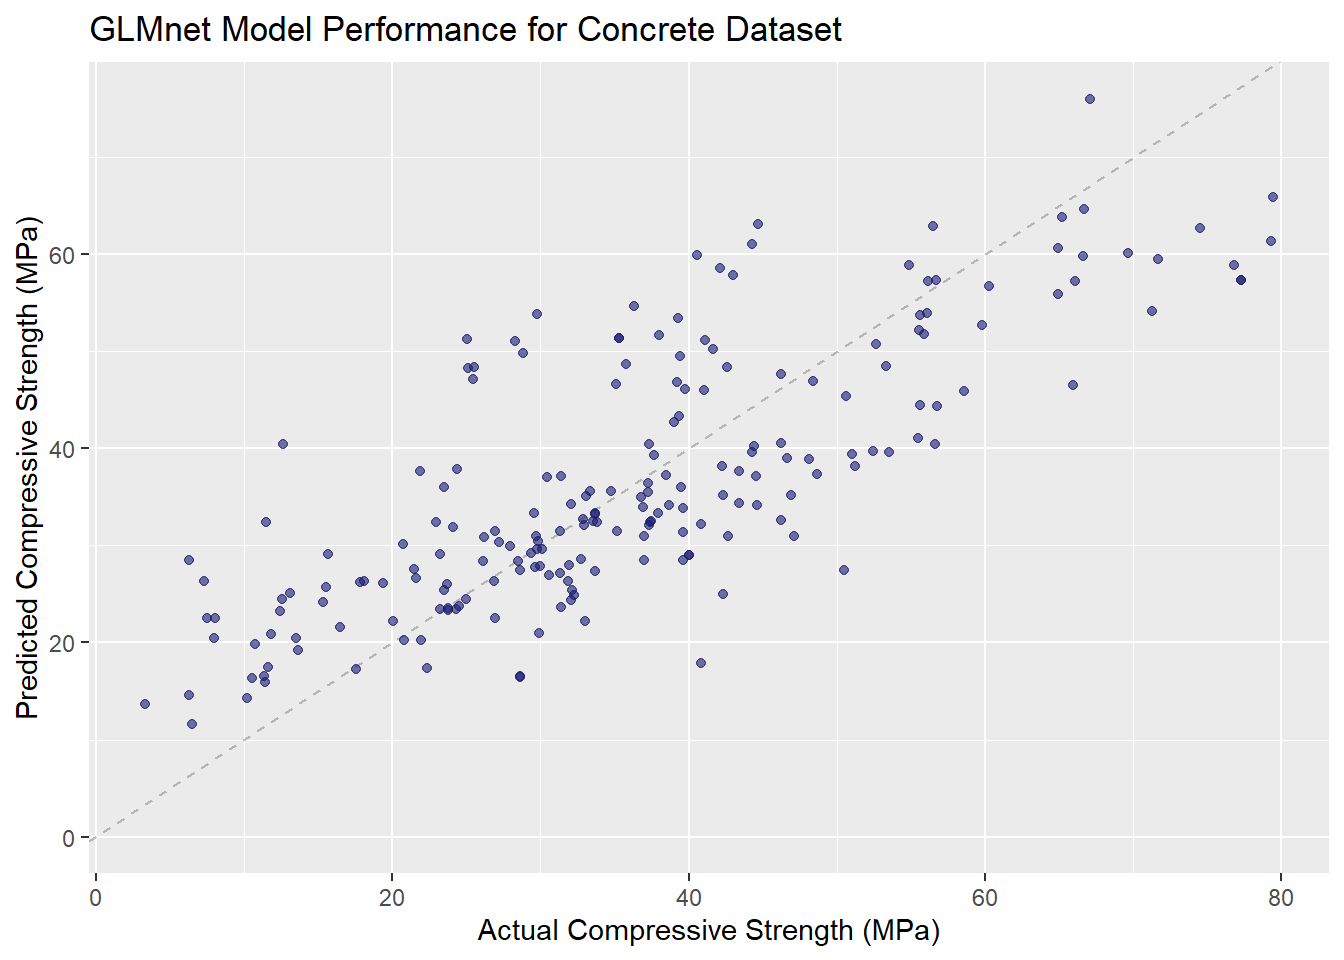 GLMnet Model Performance for Concrete Dataset
Predicted Compressive Strength (MPa)
60
40
20
0
0 20 40 60 80
Actual Compressive Strength (MPa)